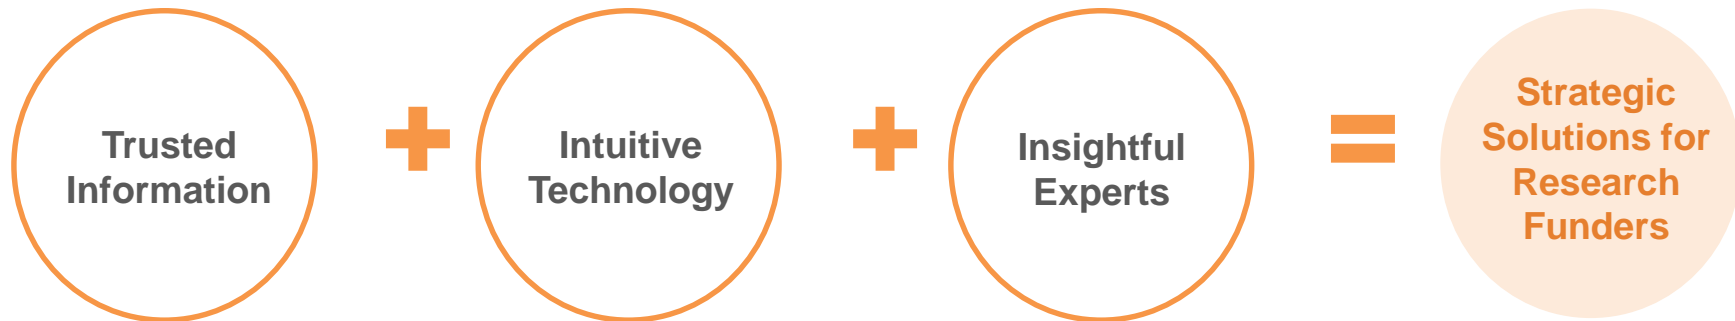 Trusted
Information
+
Intuitive
Technology
+
Insightful
Experts
=
Strategic
Solutions for
Research
Funders